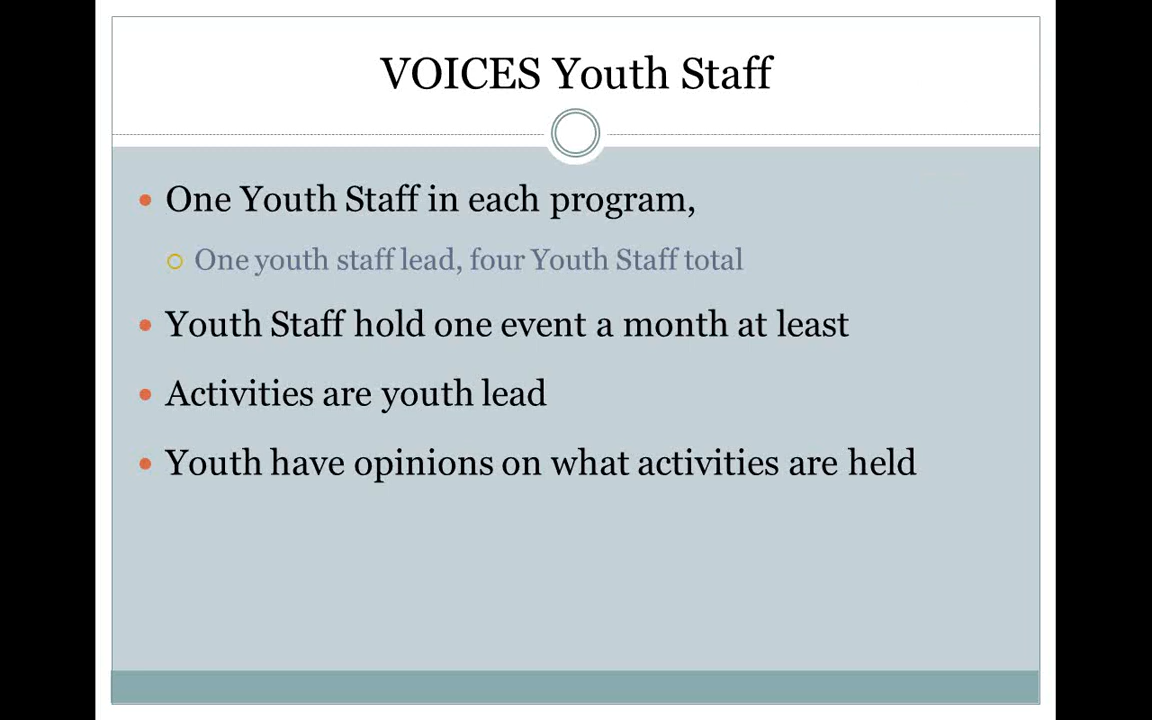 VOICES Youth Staff
One Youth Staff in each program,
One youth staff lead, four Youth Staff total
Youth Staff hold one event a month at least
Activities are youth lead
Youth have opinions on what activities are held